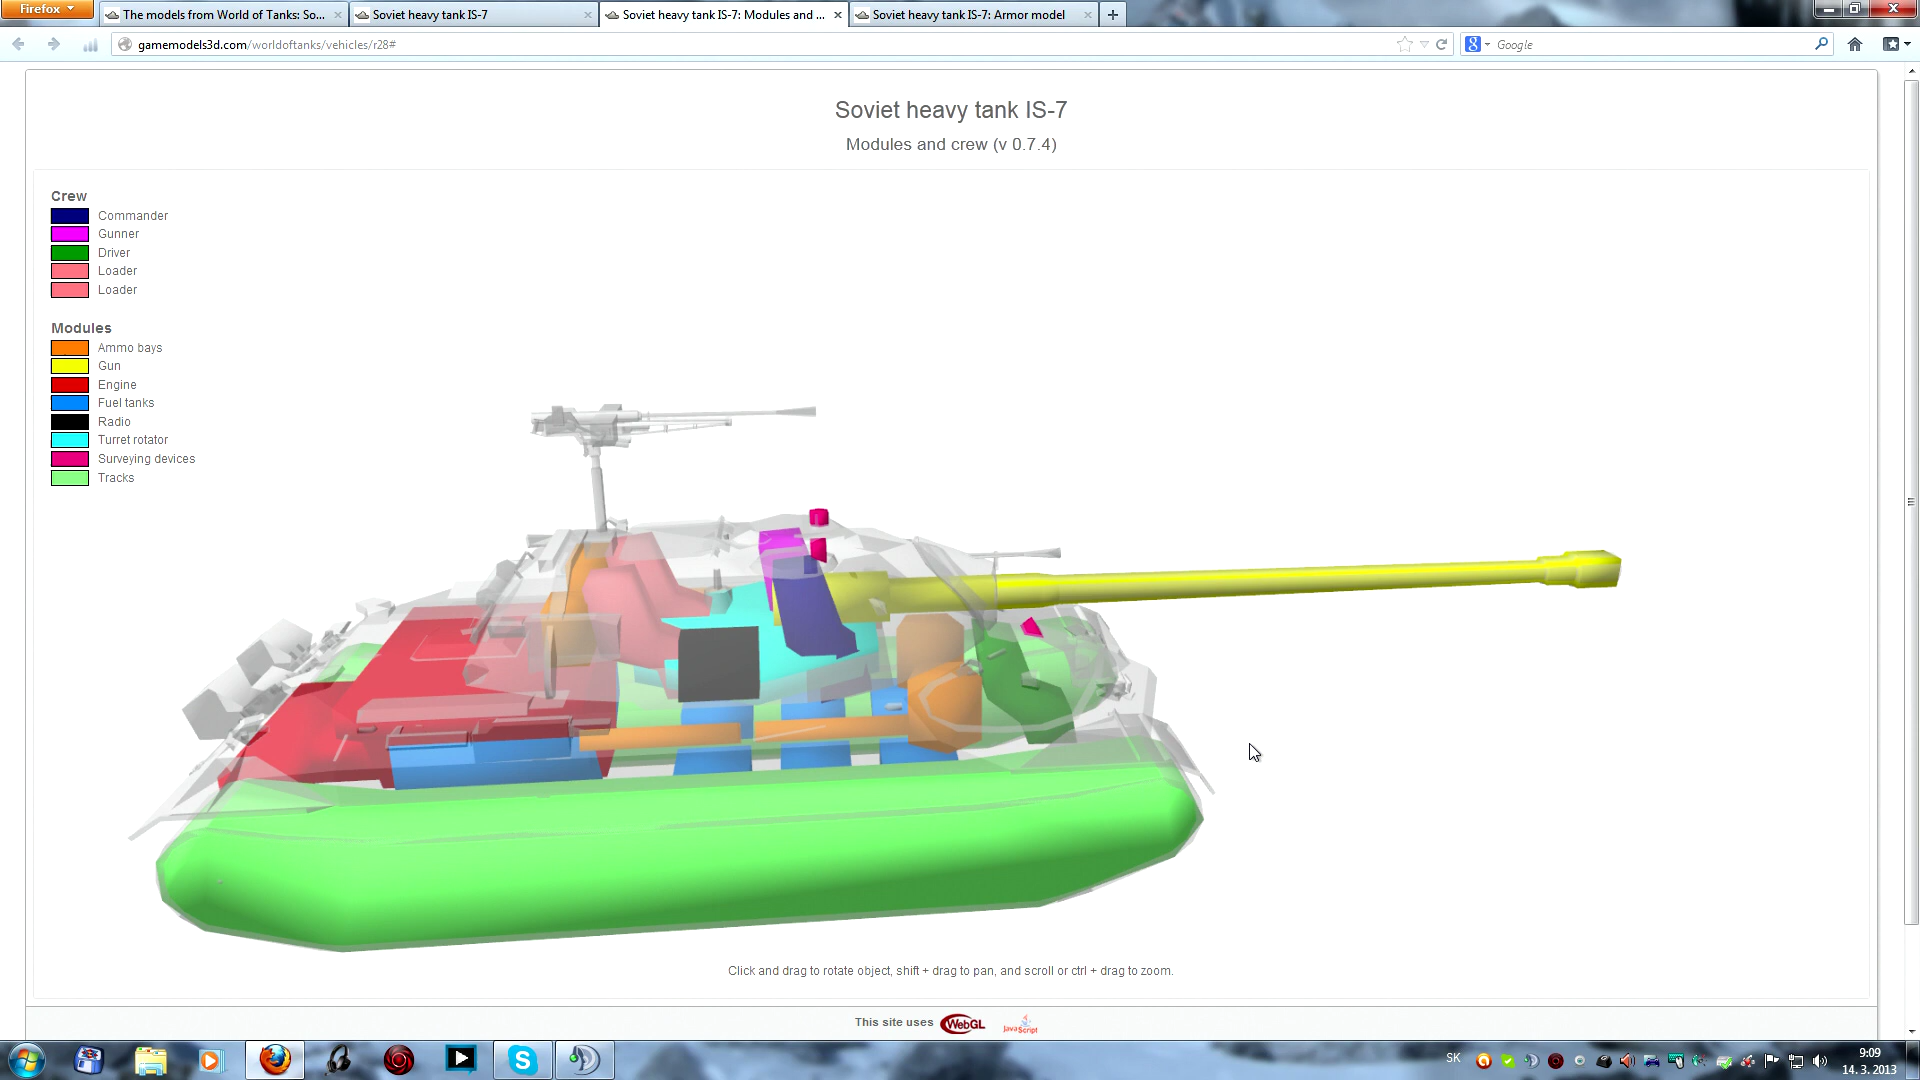 Firefox
The models from World of Tanks: So...
Soviet heavy tank IS-7
Soviet heavy tank IS-7: Modules and ...
Soviet heavy tank IS-7: Armor model
gamemodels3d.com/worldoftanks/vehicles/r28#
Google
Soviet heavy tank IS-7
Modules and crew (v 0.7.4)
Crew
Commander
Gunner
Driver
Loader
Loader
Modules
Ammo bays
Gun
Engine
Fuel tanks
Radio
Turret rotator
Surveying devices
Tracks
Click and drag to rotate object, shift + drag to pan, and scroll or ctrl + drag to zoom.
This site uses WebGL JavaScript
SK
9:09
14. 3. 2013